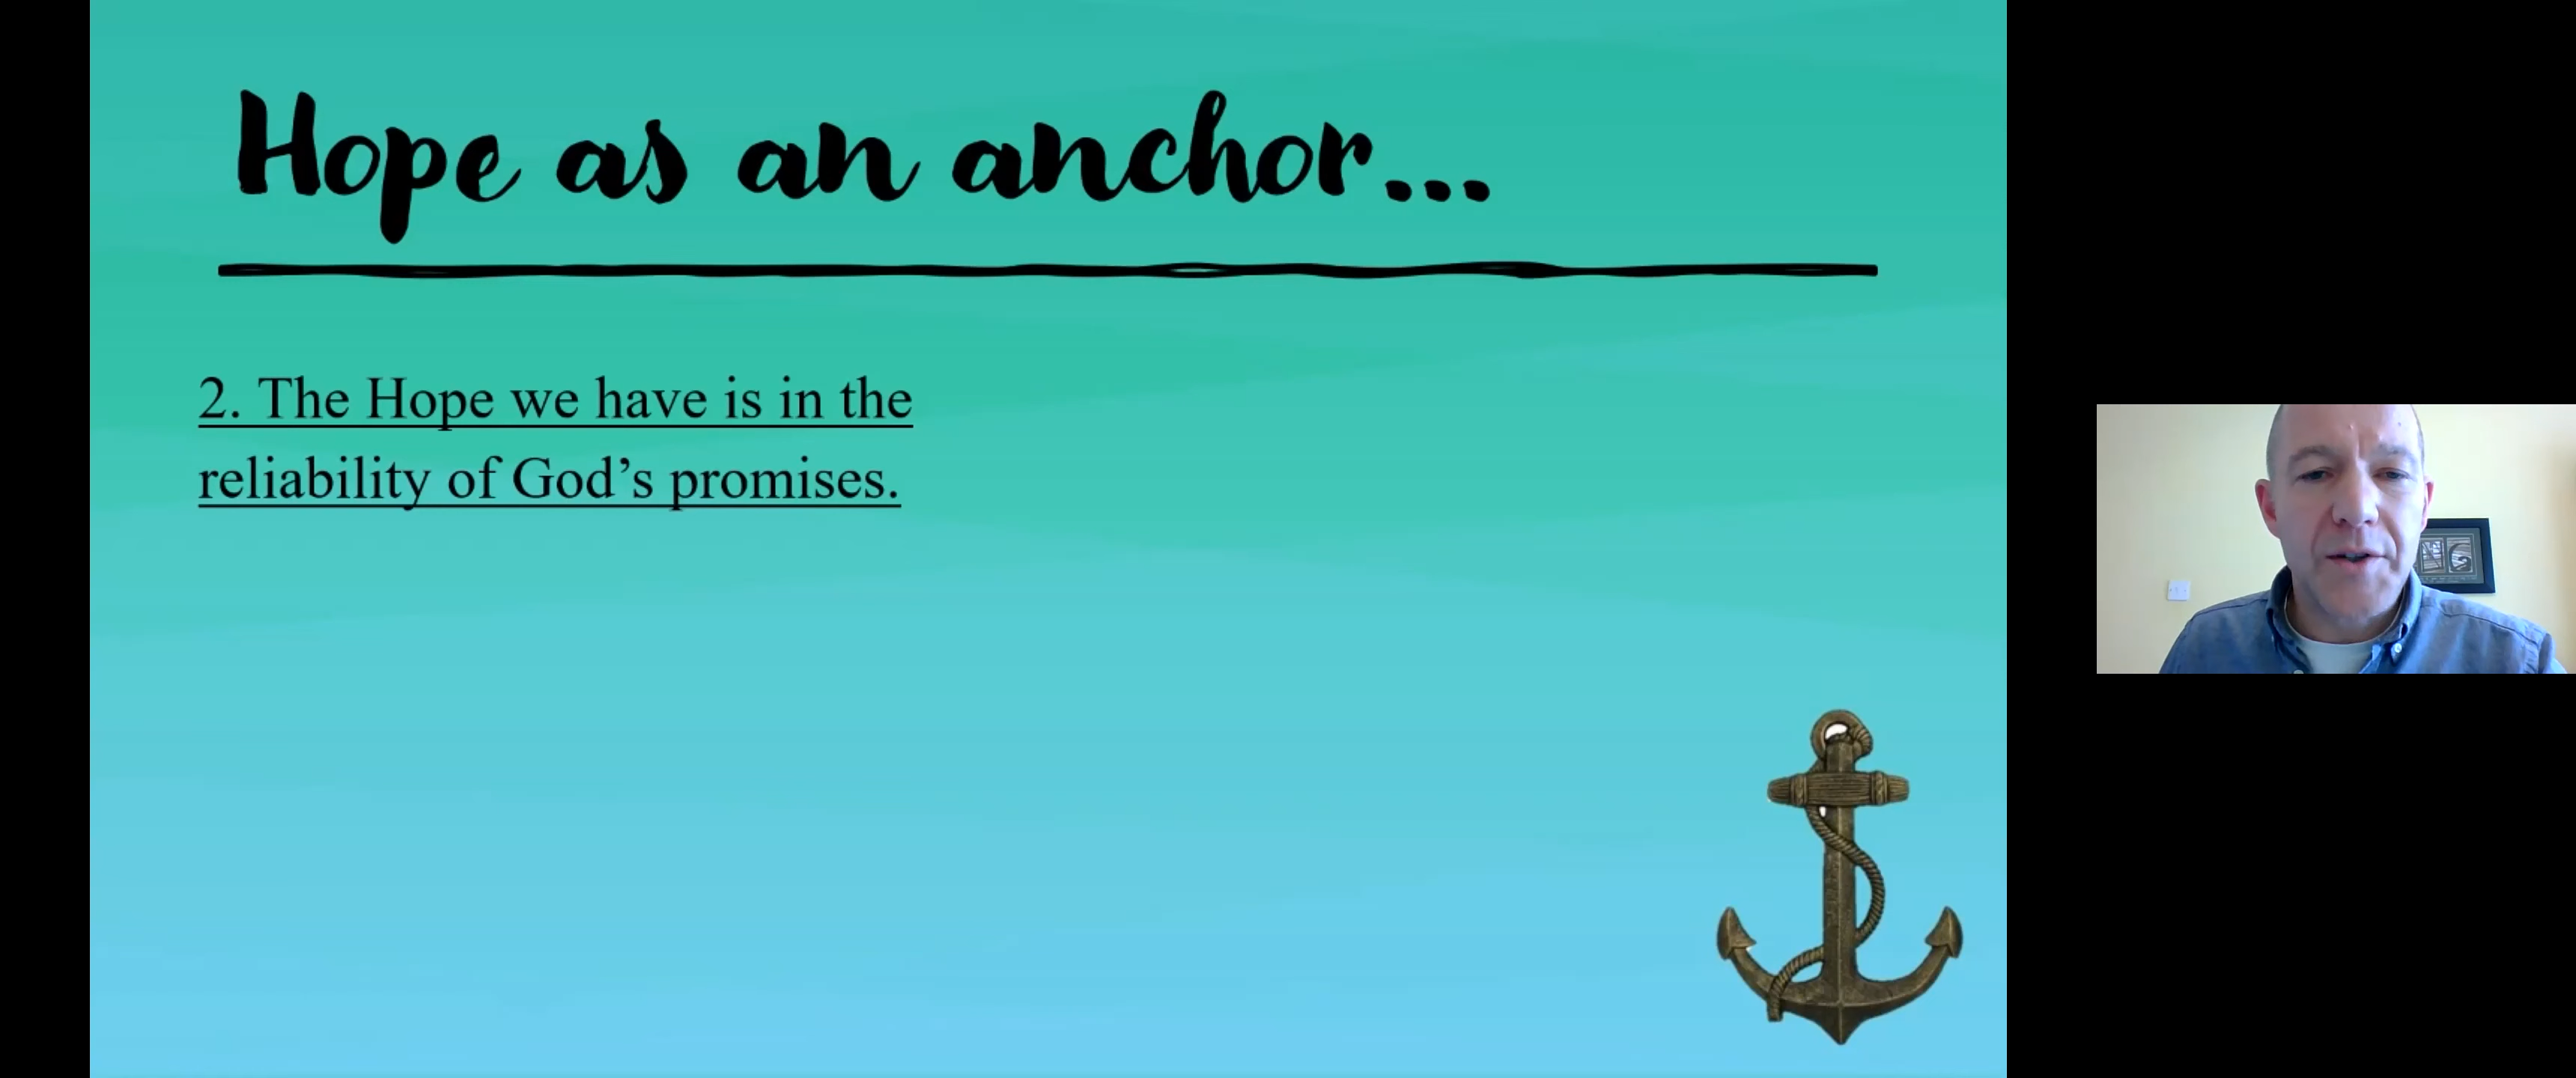 Hope as an anchor...
2. The Hope we have is in the
reliability of God’s promises.